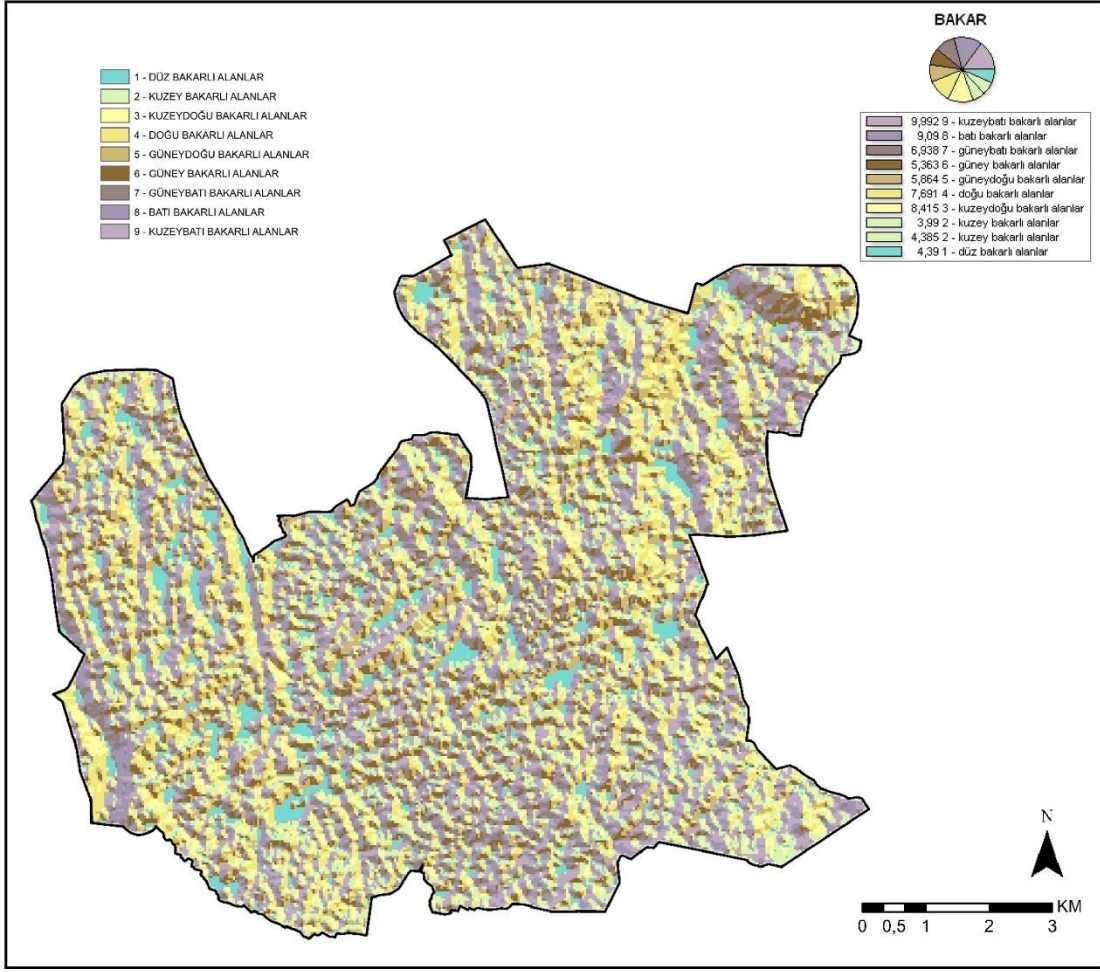 BAKAR
1 - DÜZ BAKARLI ALANLAR
2 - KUZEY BAKARLI ALANLAR
3 - KUZEYDOĞU BAKARLI ALANLAR
4 - DOĞU BAKARLI ALANLAR
5 - GÜNEYDOĞU BAKARLI ALANLAR
6 - GÜNEY BAKARLI ALANLAR
7 - GÜNEYBATI BAKARLI ALANLAR
8 - BATI BAKARLI ALANLAR
9 - KUZEYBATI BAKARLI ALANLAR
9,992 9 - kuzeybatı bakarlı alanlar
9,09 8 - batı bakarlı alanlar
6,938 7 - güneybatı bakarlı alanlar
5,363 6 - güney bakarlı alanlar
5,864 5 - güneydoğu bakarlı alanlar
7,691 4 - doğu bakarlı alanlar
8,415 3 - kuzeydoğu bakarlı alanlar
3,99 2 - kuzey bakarlı alanlar
4,385 2 - kuzey bakarlı alanlar
4,39 1 - düz bakarlı alanlar
N
KM
0 0,5 1 2 3